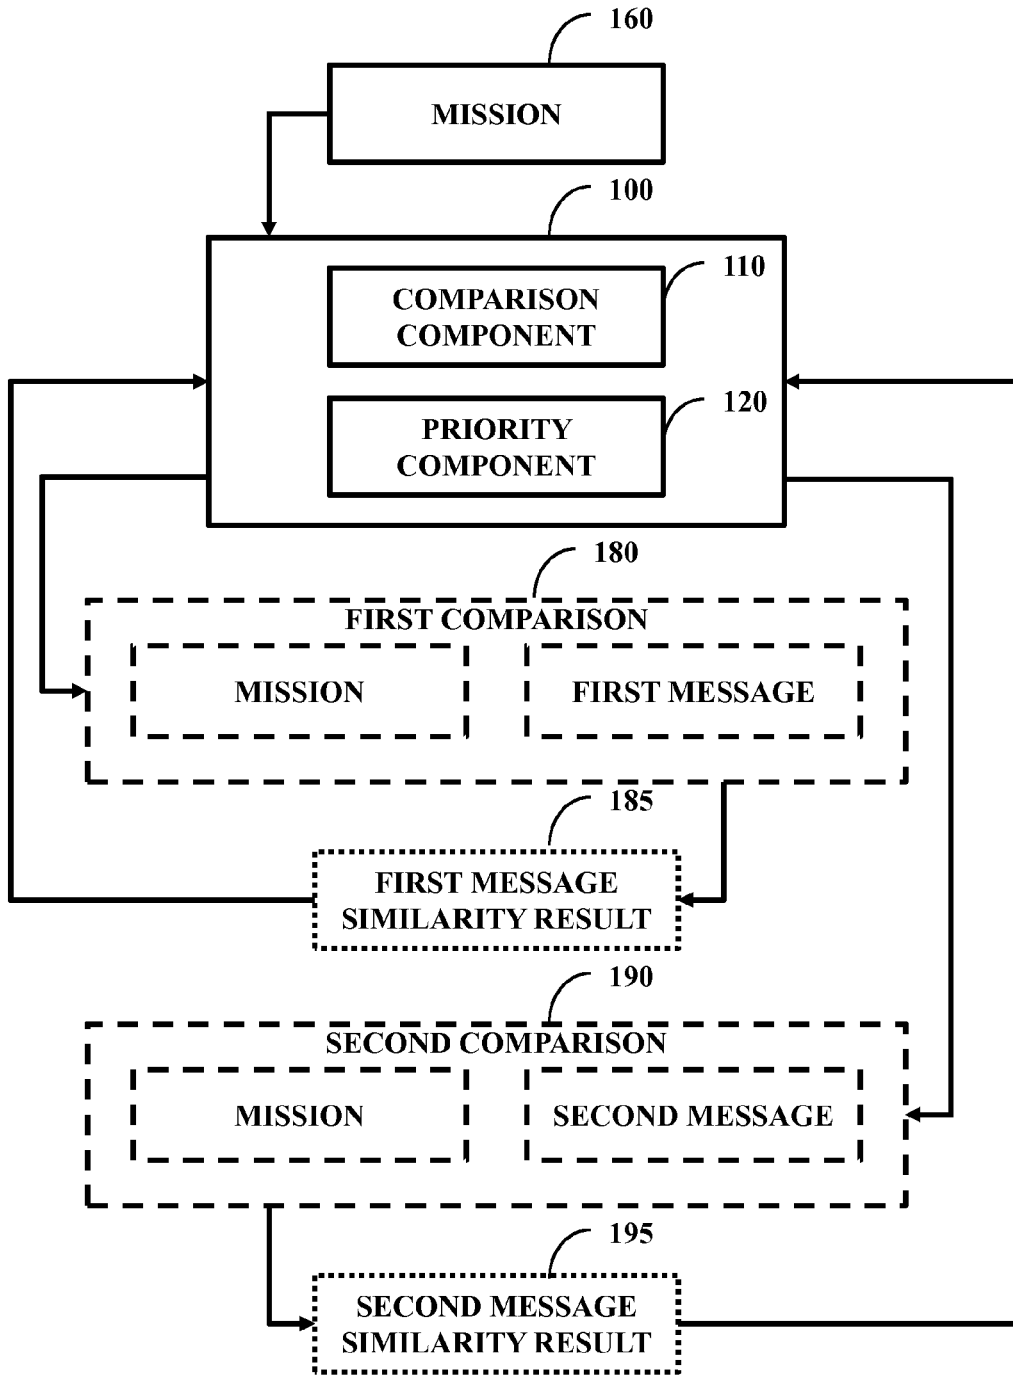 160
MISSION
100
110
COMPARISON
COMPONENT
120
PRIORITY
COMPONENT
180
FIRST COMPARISON
MISSION
FIRST MESSAGE
185
FIRST MESSAGE
SIMILARITY RESULT
190
SECOND COMPARISON
MISSION
SECOND MESSAGE
195
SECOND MESSAGE
SIMILARITY RESULT